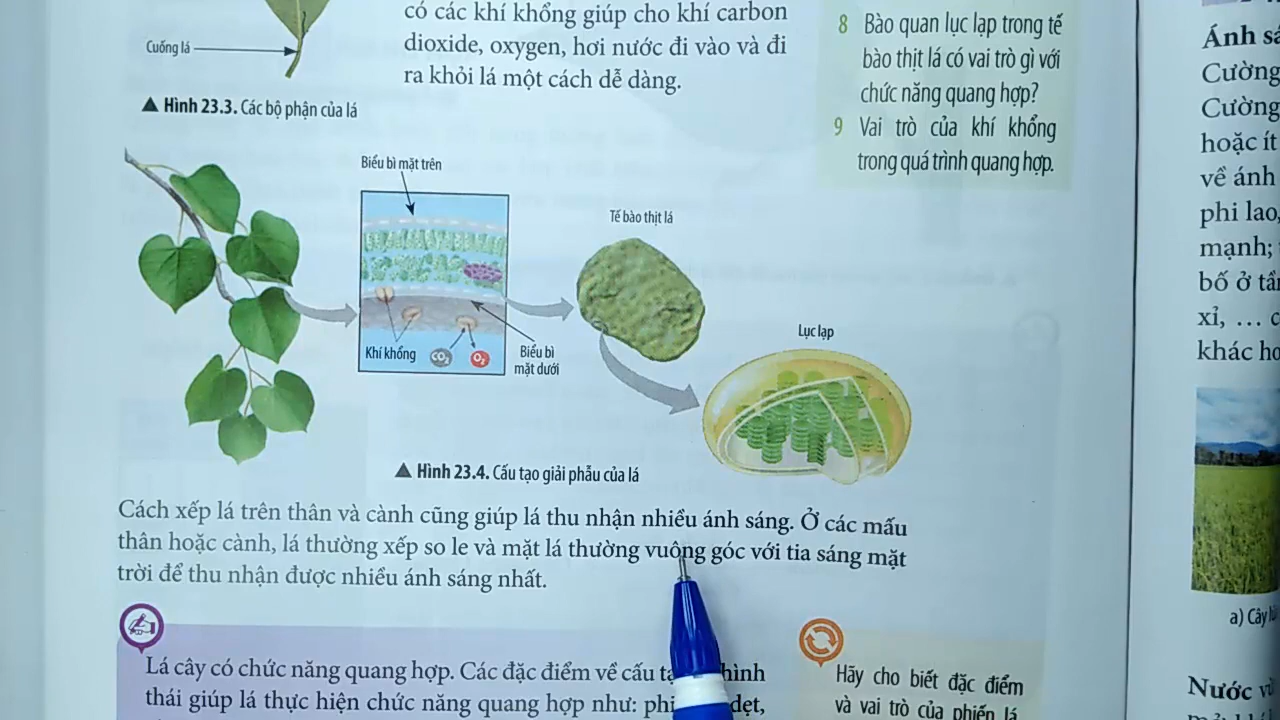 có các khí khổng giúp cho khí carbon
dioxide, oxygen, hơi nước đi vào và đi
ra khỏi lá một cách dễ dàng.
Cuống lá
▲ Hình 23.3. Các bộ phận của lá
8 Bào quan lục lạp trong tế
bào thịt lá có vai trò gì với
chức năng quang hợp?
9 Vai trò của khí khổng
trong quá trình quang hợp.
Biểu bì mặt trên
Tế bào thịt lá
Lục lạp
Khí khổng
CO2
O2
Biểu bì
mặt dưới
▲ Hình 23.4. Cấu tạo giải phẫu của lá
Cách xếp lá trên thân và cành cũng giúp lá thu nhận nhiều ánh sáng. Ở các mấu
thân hoặc cành, lá thường xếp so le và mặt lá thường vuông góc với tia sáng mặt
trời để thu nhận được nhiều ánh sáng nhất.
Lá cây có chức năng quang hợp. Các đặc điểm về cấu hình
thái giúp lá thực hiện chức năng quang hợp như: dẹt,
Hãy cho biết đặc điểm
và vai trò của phiến lá
Ánh
Cường
Cường
hoặc ít
về ánh
phi lao,
mạnh;
bố ở
xỉ, ...
khác
a) Cây
Nước